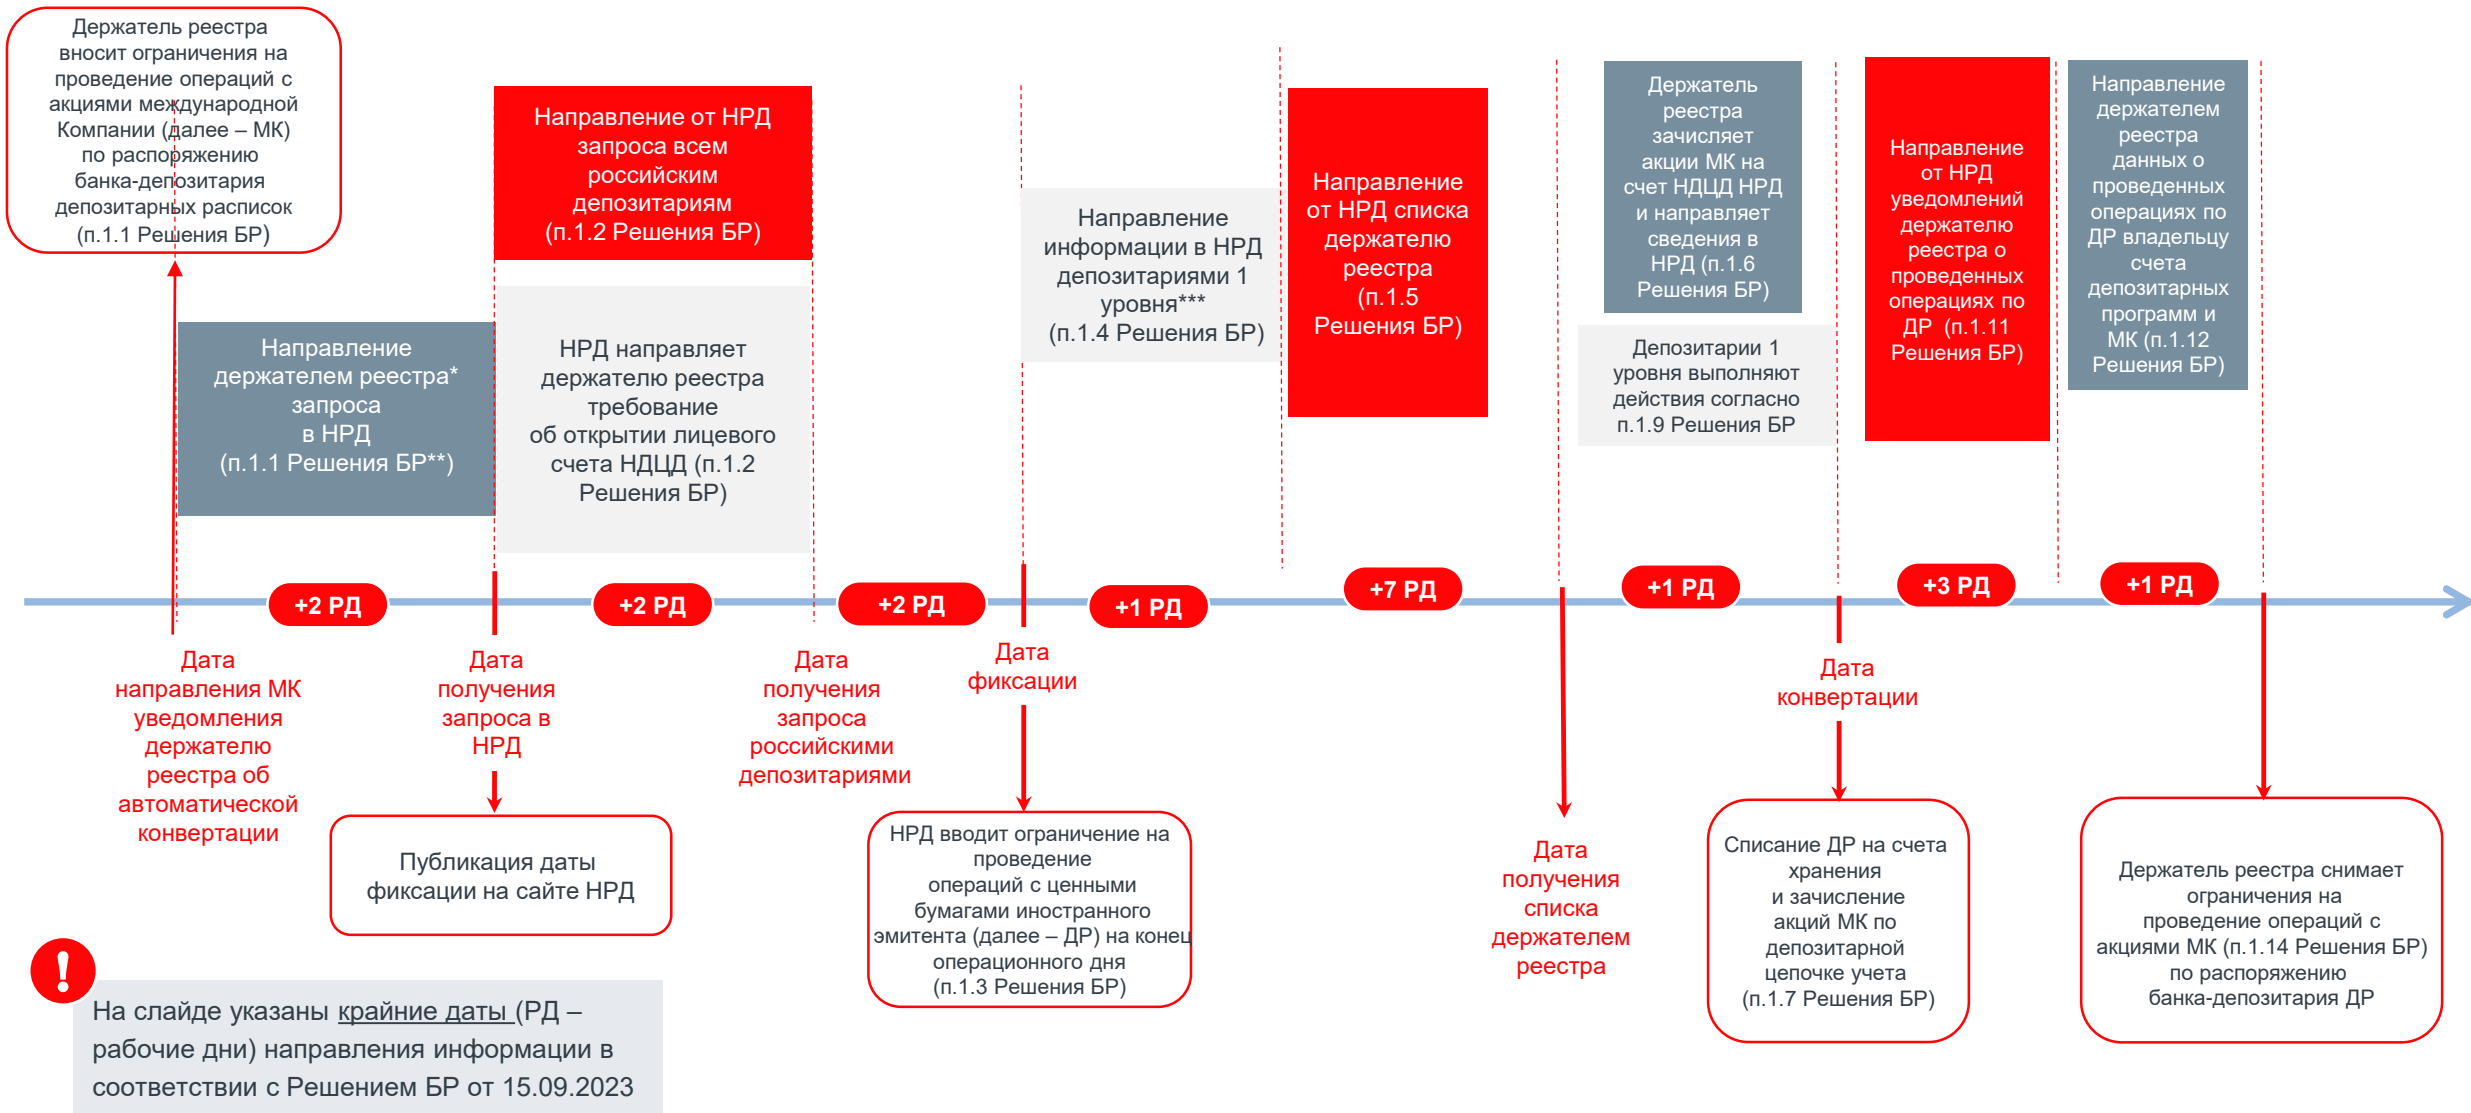 Держатель реестра
вносит ограничения на
проведение операций с
акциями международной
Компании (далее – МК)
по распоряжению
банка-депозитария
депозитарных расписок
(п.1.1 Решения БР)
Направление
держателем реестра*
запроса
в НРД
(п.1.1 Решения БР**)
Направление от НРД
запроса всем
российским
депозитариям
(п.1.2 Решения БР)
НРД направляет
держателю реестра
требование
об открытии лицевого
счета НДЦД (п.1.2
Решения БР)
Направление
информации в НРД
депозитариями 1
уровня***
(п.1.4 Решения БР)
Направление
от НРД списка
держателю
реестра
(п.1.5
Решения БР)
Держатель
реестра
зачисляет
акции МК на
счет НДЦД НРД
и направляет
сведения в
НРД (п.1.6
Решения БР)
Депозитарии 1
уровня выполняют
действия согласно
п.1.9 Решения БР
Направление
от НРД
уведомлений
держателю
реестра о
проведенных
операциях по
ДР (п.1.11
Решения БР)
Направление
держателем
реестра
данных о
проведенных
операциях по
ДР владельцу
счета
депозитарных
программ и
МК (п.1.12
Решения БР)
+2 РД
+2 РД
+2 РД
+1 РД
+7 РД
+1 РД
+3 РД
+1 РД
Дата
направления МК
уведомления
держателю
реестра об
автоматической
конвертации
Дата
получения
запроса в
НРД
Публикация даты
фиксации на сайте НРД
Дата
получения
запроса
российскими
депозитариями
Дата
фиксации
НРД вводит ограничение на
проведение
операций с ценными
бумагами иностранного
эмитента (далее – ДР) на конец
операционного дня
(п.1.3 Решения БР)
Дата
получения
списка
держателем
реестра
Дата
конвертации
Списание ДР на счета
хранения
и зачисление
акций МК по
депозитарной
цепочке учета
(п.1.7 Решения БР)
Держатель реестра снимает
ограничения на
проведение операций с
акциями МК (п.1.14 Решения БР)
по распоряжению
банка-депозитария ДР
!
На слайде указаны крайние даты (РД –
рабочие дни) направления информации в
соответствии с Решением БР от 15.09.2023